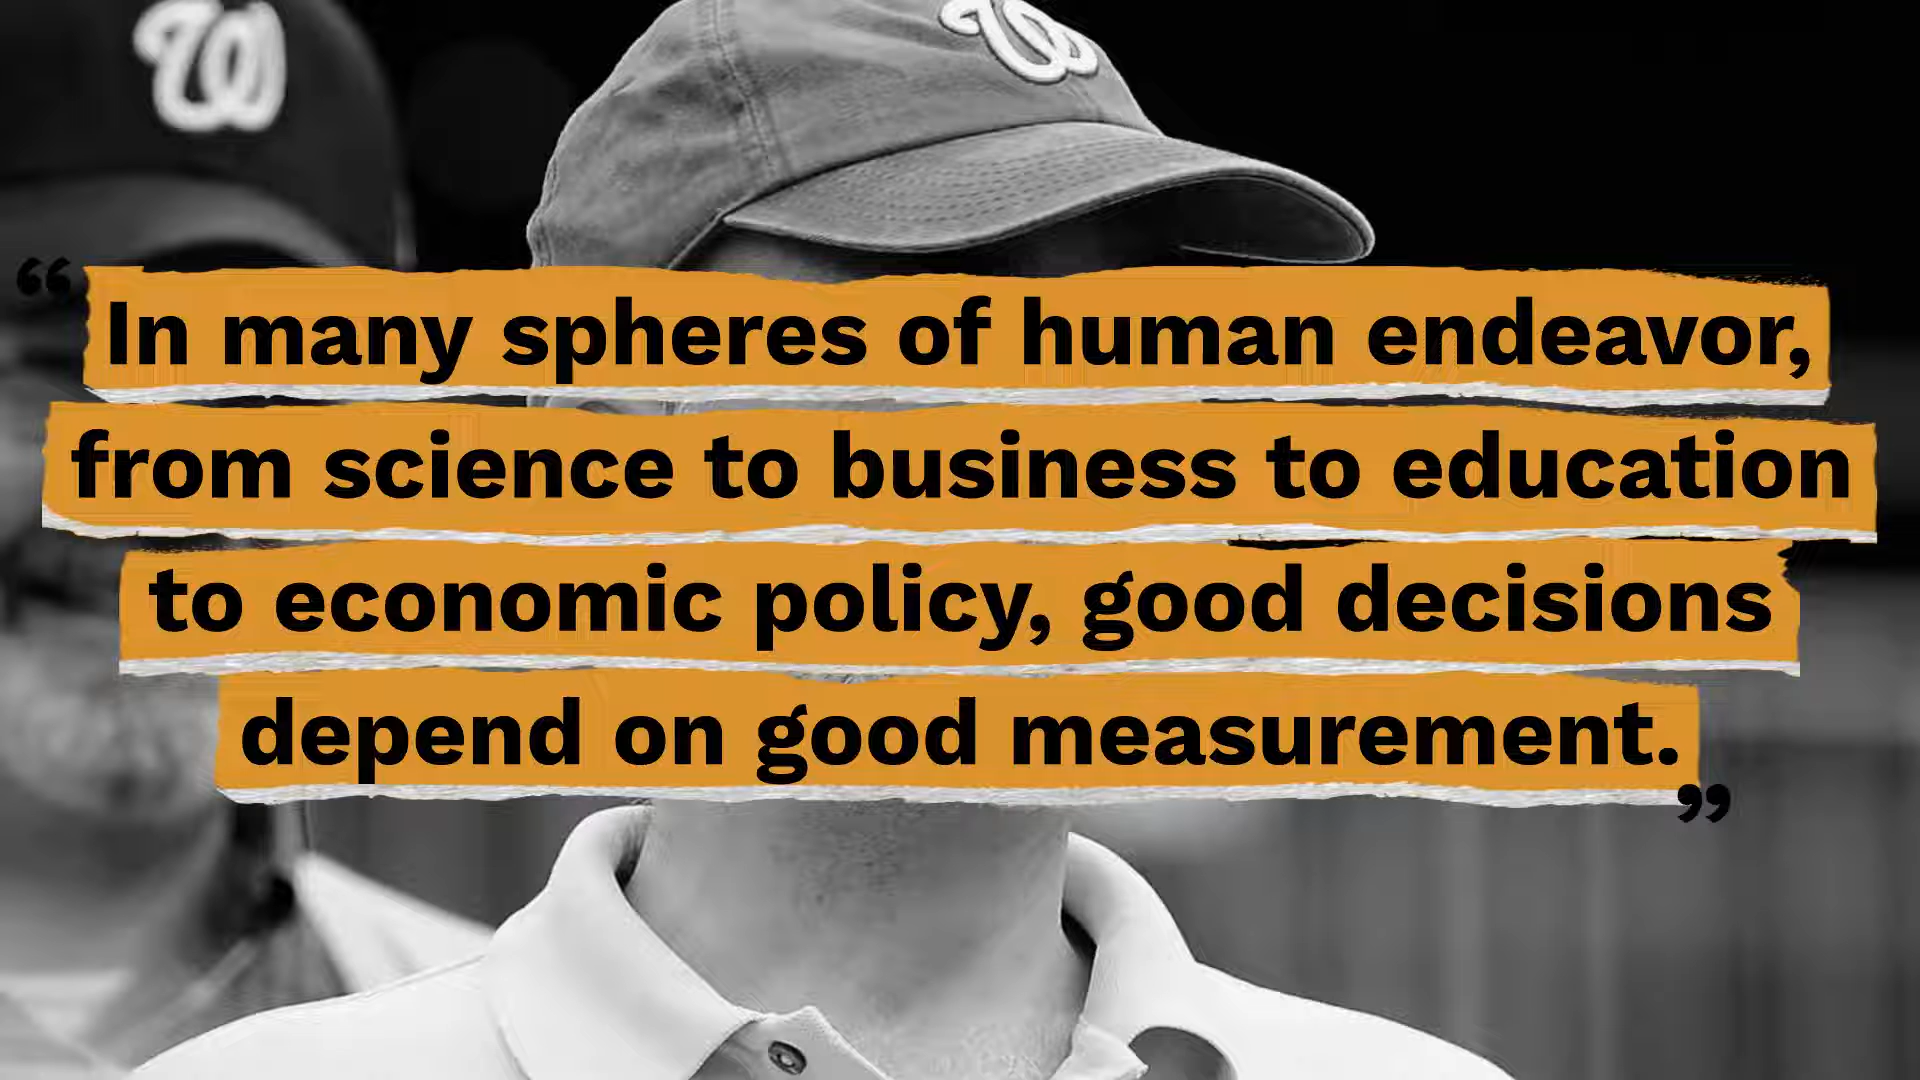 W
W
“In many spheres of human endeavor,
from science to business to education
to economic policy, good decisions
depend on good measurement.”